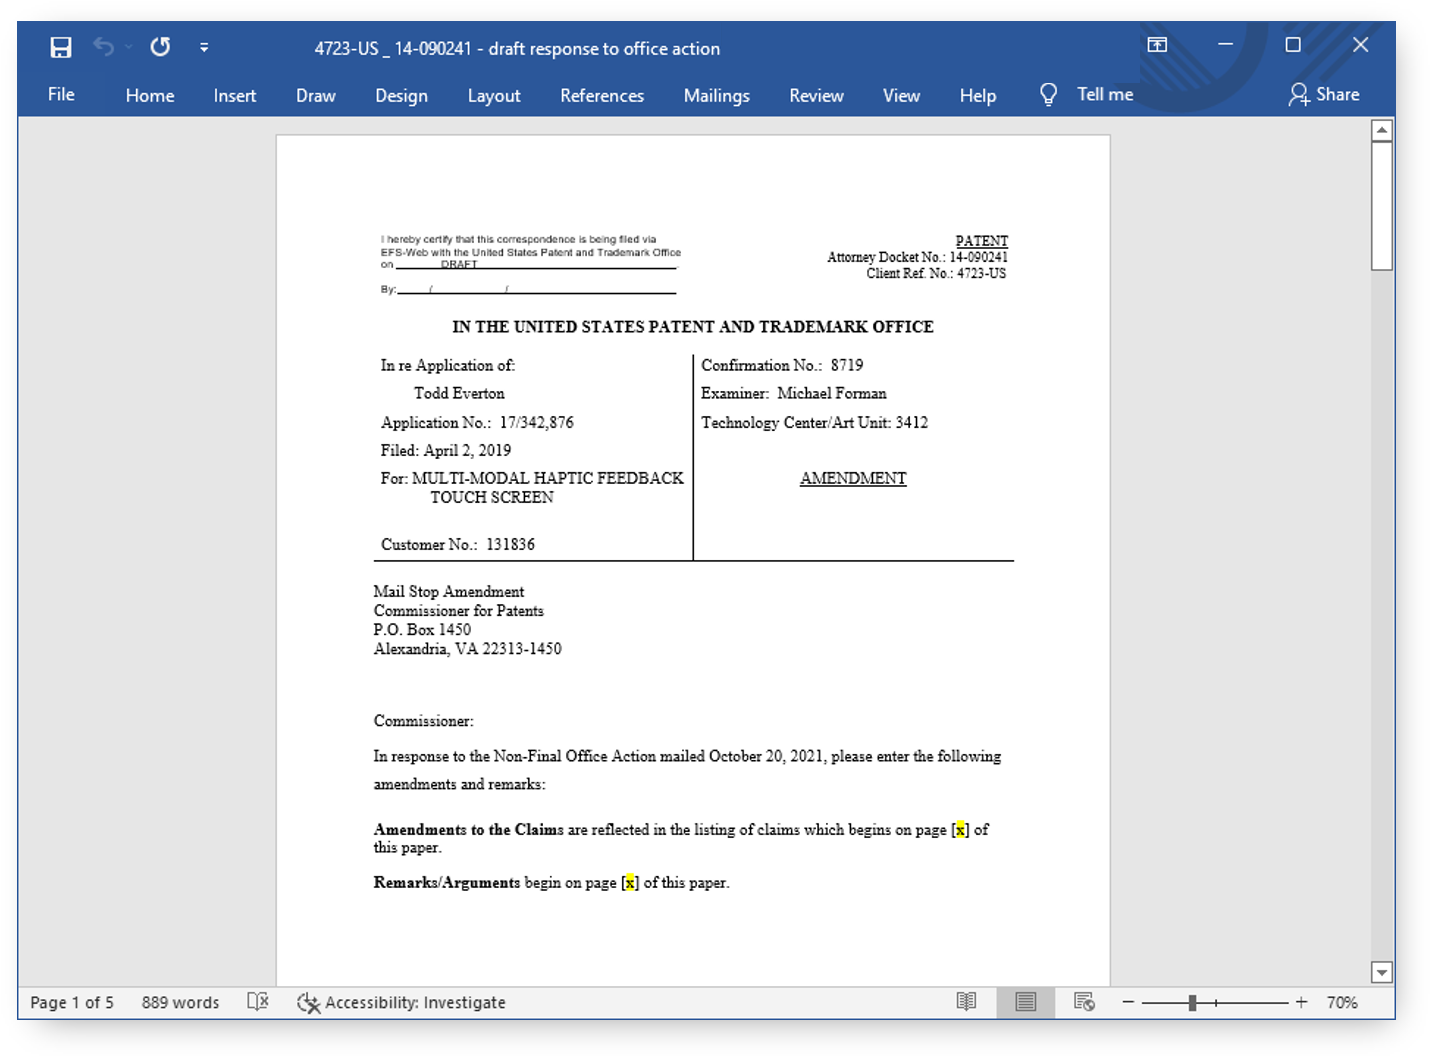 4723-US _ 14-090241 - draft response to office action
File Home Insert Draw Design Layout References Mailings Review View Help Tell me Share
I hereby certify that this correspondence is being filed via
EFS-Web with the United States Patent and Trademark Office
on DRAFT .
By: / /
PATENT
Attorney Docket No.: 14-090241
Client Ref. No.: 4723-US
IN THE UNITED STATES PATENT AND TRADEMARK OFFICE
In re Application of:
Todd Everton
Application No.: 17/342,876
Filed: April 2, 2019
For: MULTI-MODAL HAPTIC FEEDBACK
TOUCH SCREEN
Customer No.: 131836
Confirmation No.: 8719
Examiner: Michael Forman
Technology Center/Art Unit: 3412
AMENDMENT
Mail Stop Amendment
Commissioner for Patents
P.O. Box 1450
Alexandria, VA 22313-1450
Commissioner:
In response to the Non-Final Office Action mailed October 20, 2021, please enter the following
amendments and remarks:
Amendments to the Claims are reflected in the listing of claims which begins on page [x] of
this paper.
Remarks/Arguments begin on page [x] of this paper.
Page 1 of 5 889 words Accessibility: Investigate 70%